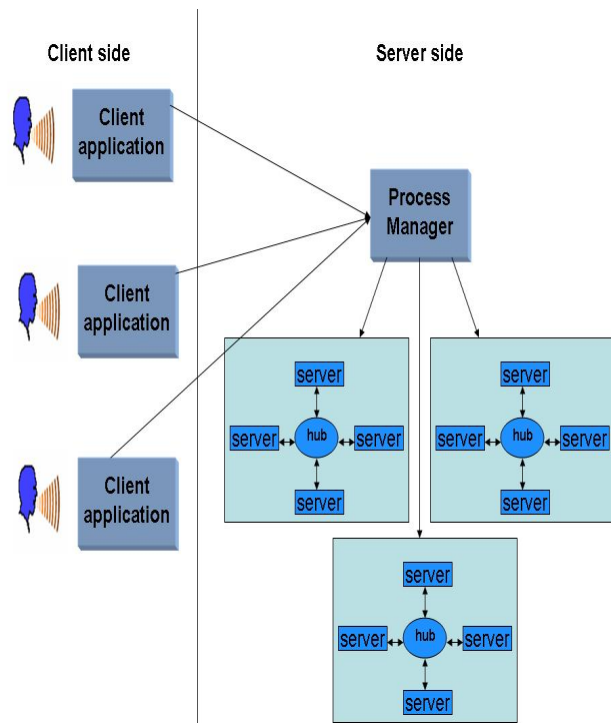 Client side
Server side
Client
application
Client
application
Client
application
Process
Manager
server
server
hub
server
server
server
server
hub
server
server
server
server
hub
server
server